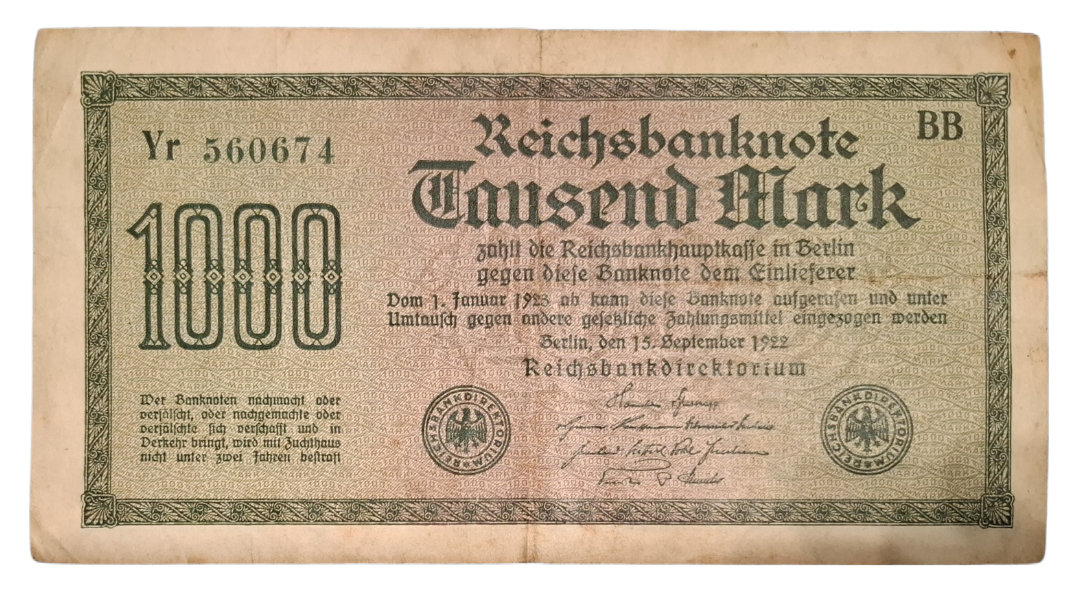 Yr 560674
BB
Reichsbanknote
Tausend Mark
1000
zahlt die Reichsbankhauptkasse in Berlin
gegen diese Banknote dem Einlieferer
Vom 1. Januar 1923 ab kann diese Banknote aufgerufen und unter
Umtausch gegen andere gesetzliche Zahlungsmittel eingezogen werden
Berlin, den 15. September 1922
Reichsbankdirektorium
Wer Banknoten nachmacht oder
verfälscht, oder nachgemachte oder
verfälschte sich verschafft und in
Verkehr bringt, wird mit Zuchthaus
nicht unter zwei Jahren bestraft
REICHSBANKDIREKTORIUM
REICHSBANKDIREKTORIUM